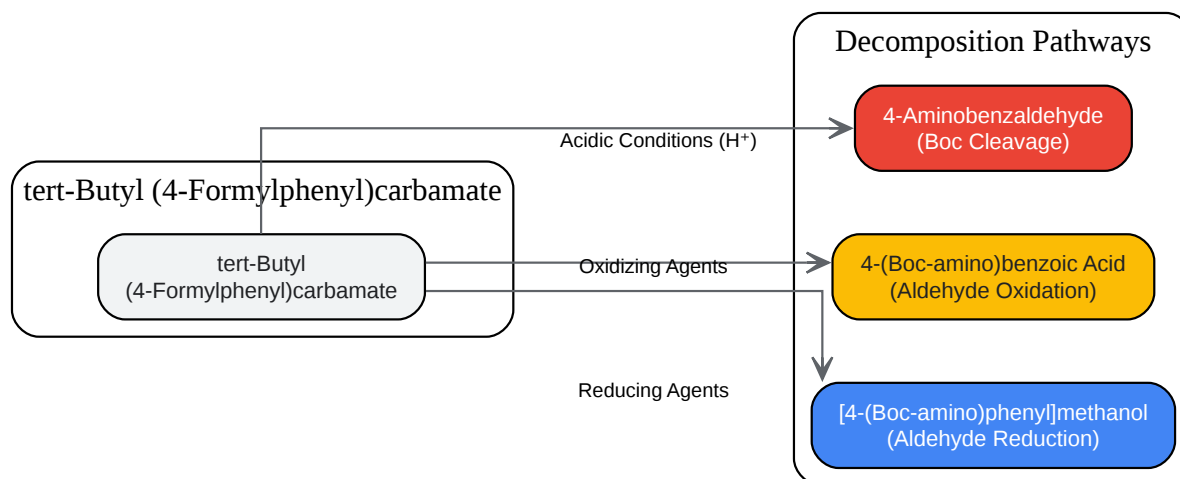 Decomposition Pathways
4-Aminobenzaldehyde
(Boc Cleavage)
Acidic Conditions (H⁺)
tert-Butyl (4-Formylphenyl)carbamate
tert-Butyl
(4-Formylphenyl)carbamate
Oxidizing Agents
4-(Boc-amino)benzoic Acid
(Aldehyde Oxidation)
Reducing Agents
[4-(Boc-amino)phenyl]methanol
(Aldehyde Reduction)